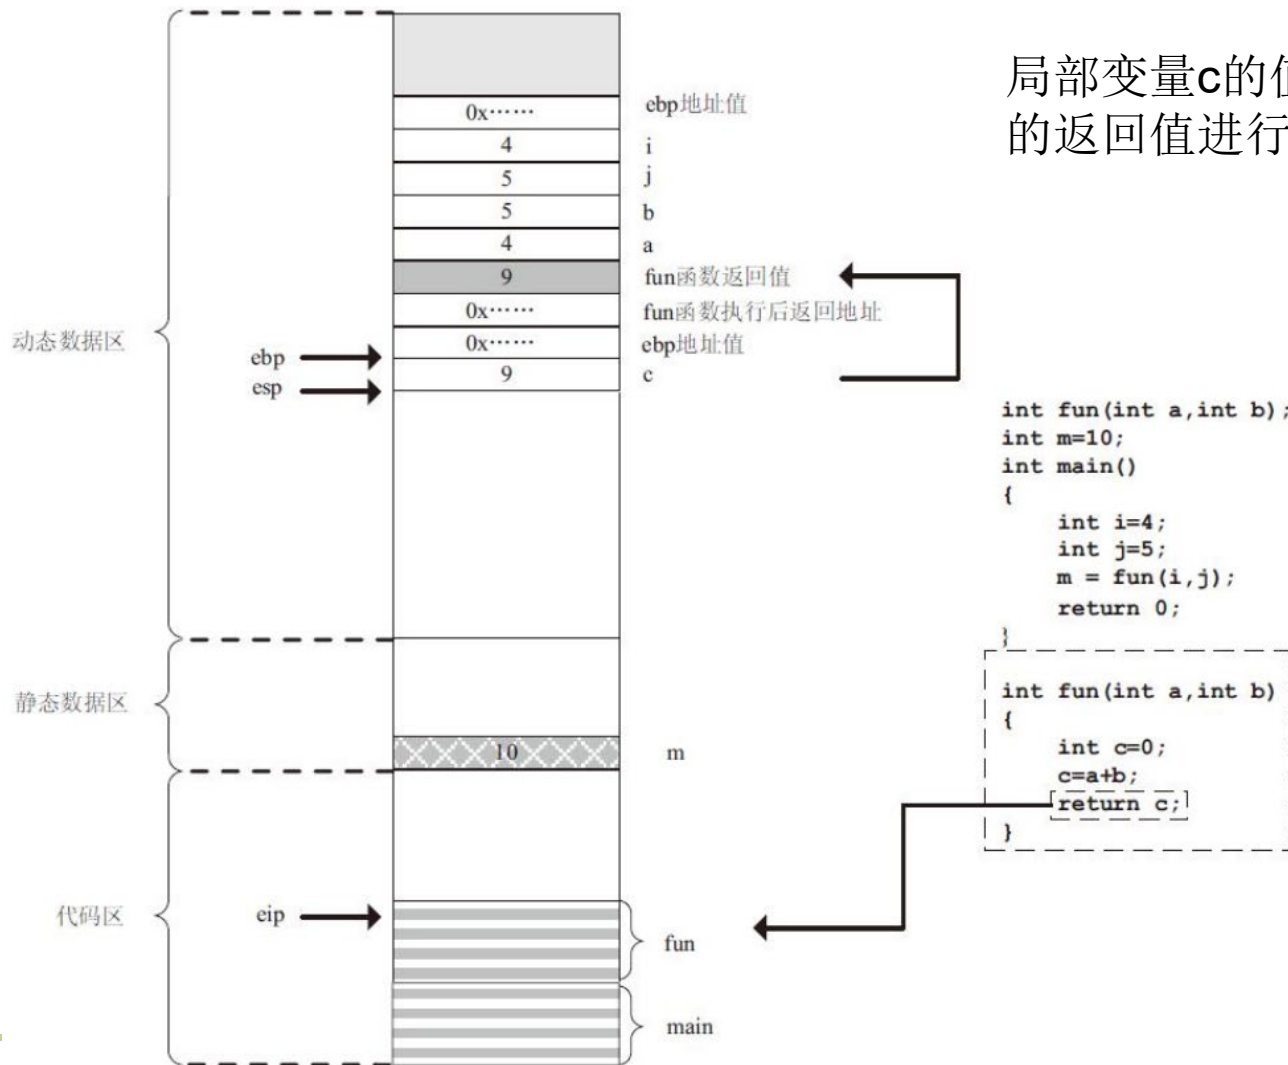 局部变量c的
的返回值进行
0x⋯⋯ ebp地址值
4 i
5 j
5 b
4 a
9 fun函数返回值
0x⋯⋯ fun函数执行后返回地址
动态数据区
0x⋯⋯ ebp地址值
ebp
9 c
esp
int fun(int a,int b);
int m=10;
int main()
{
int i=4;
int j=5;
m = fun(i,j);
return 0;
}
静态数据区
10 m
int fun(int a,int b)
{
int c=0;
c=a+b;
return c;
}
代码区
eip
fun
main